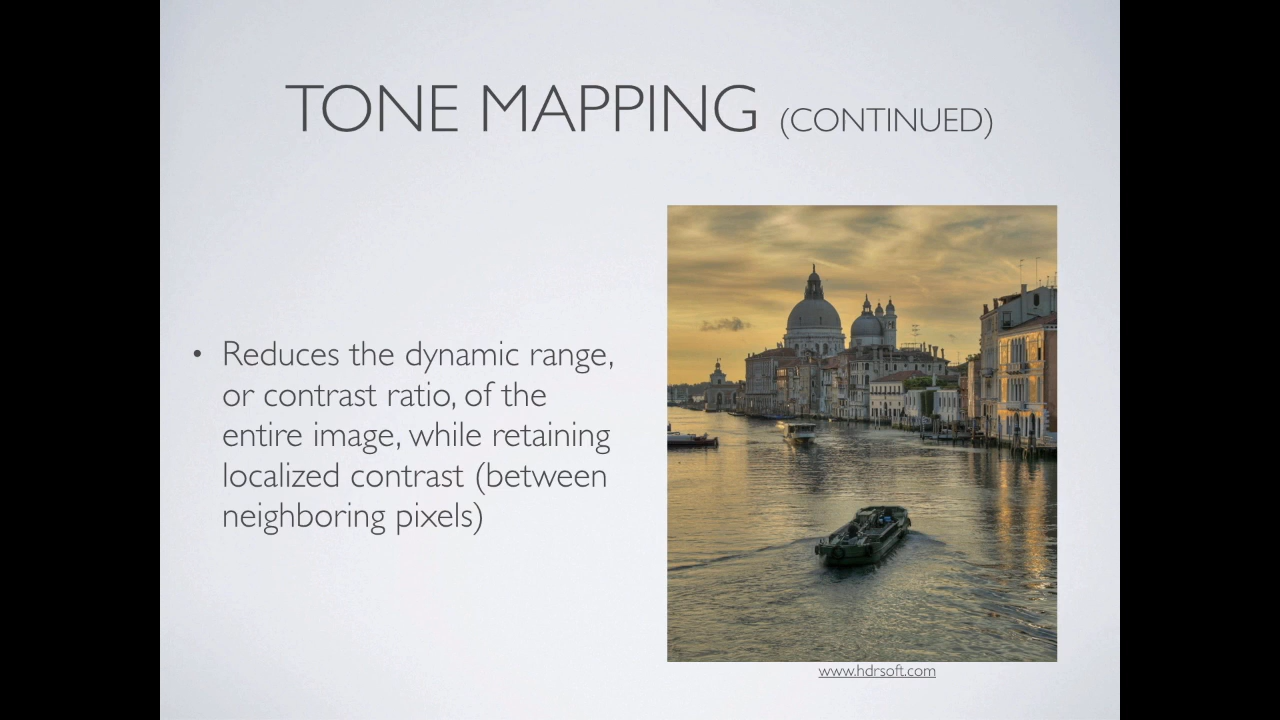 TONE MAPPING (CONTINUED)
• Reduces the dynamic range,
or contrast ratio, of the
entire image, while retaining
localized contrast (between
neighboring pixels)
www.hdrsoft.com